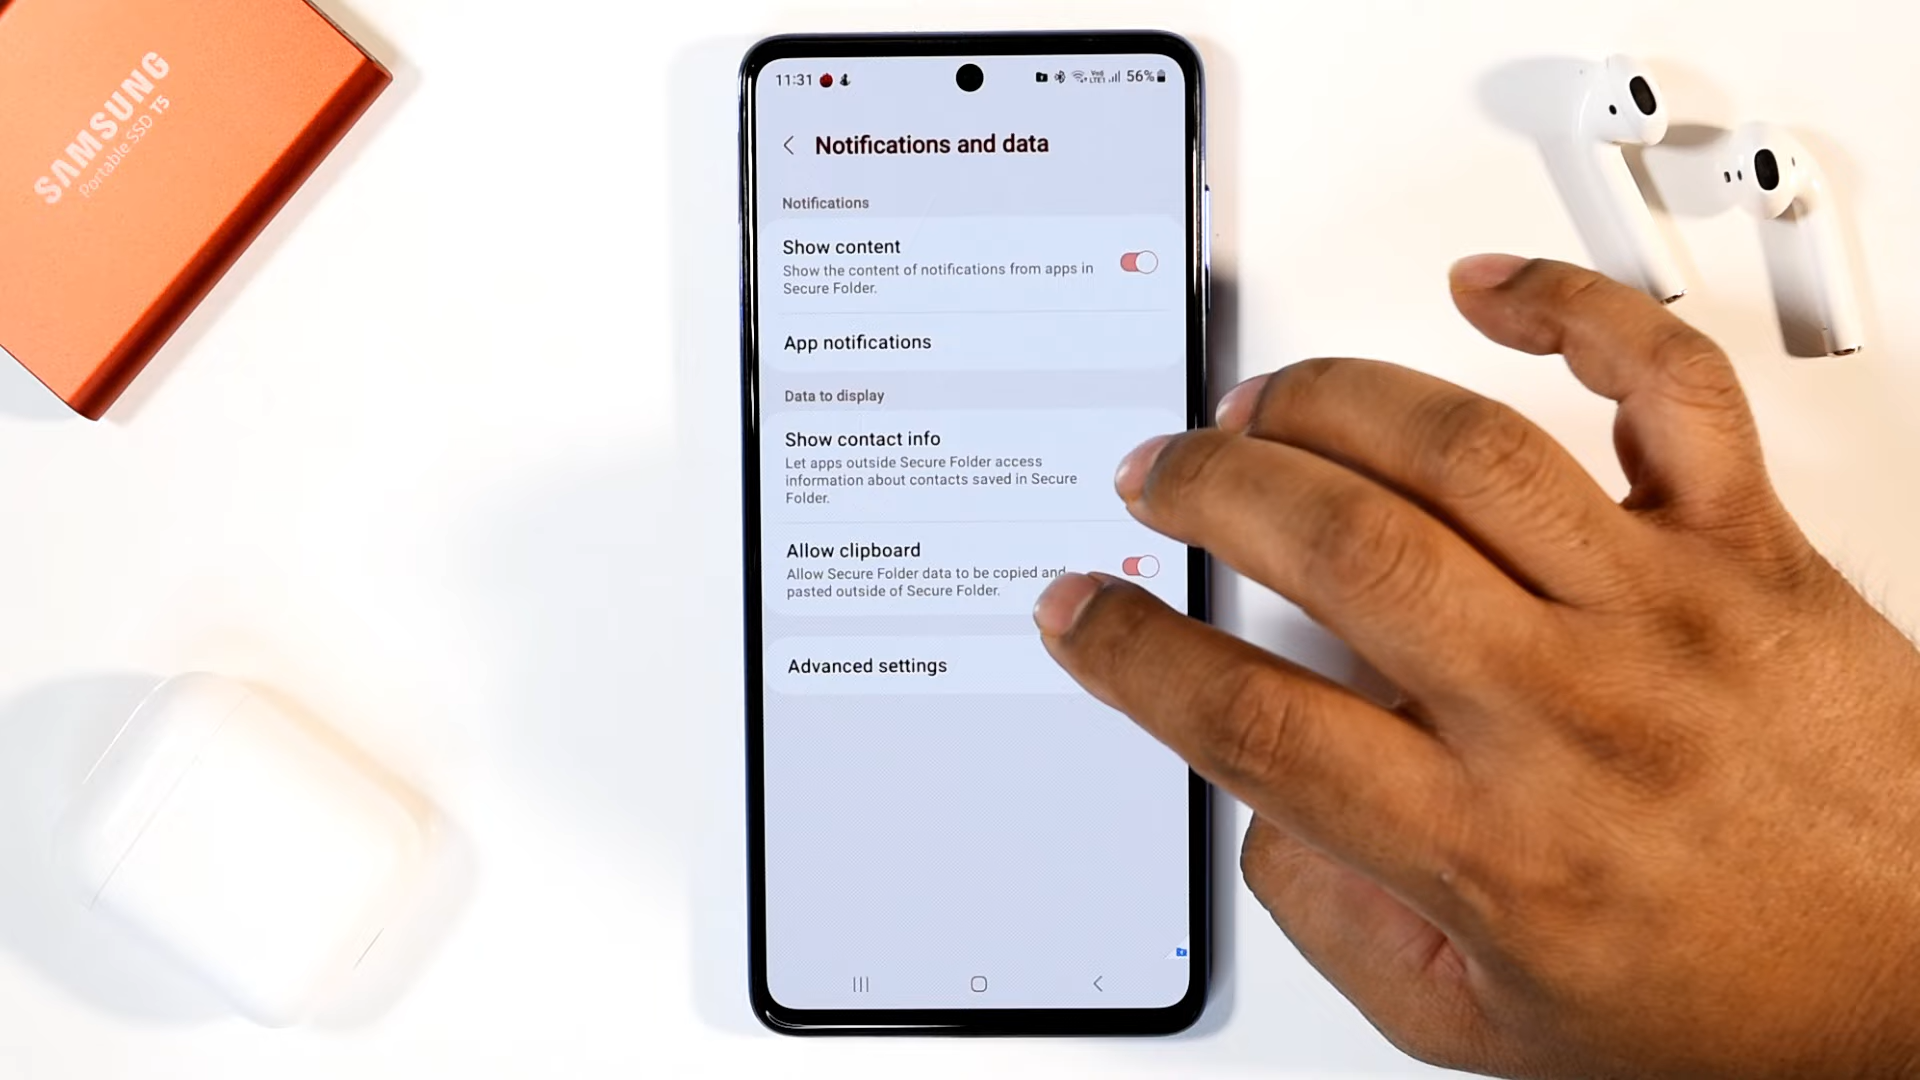 SAMSUNG
Portable SSD T5
11:31
56%
Notifications and data
Notifications
Show content
Show the content of notifications from apps in
Secure Folder.
App notifications
Data to display
Show contact info
Let apps outside Secure Folder access
information about contacts saved in Secure
Folder.
Allow clipboard
Allow Secure Folder data to be copied and
pasted outside of Secure Folder.
Advanced settings